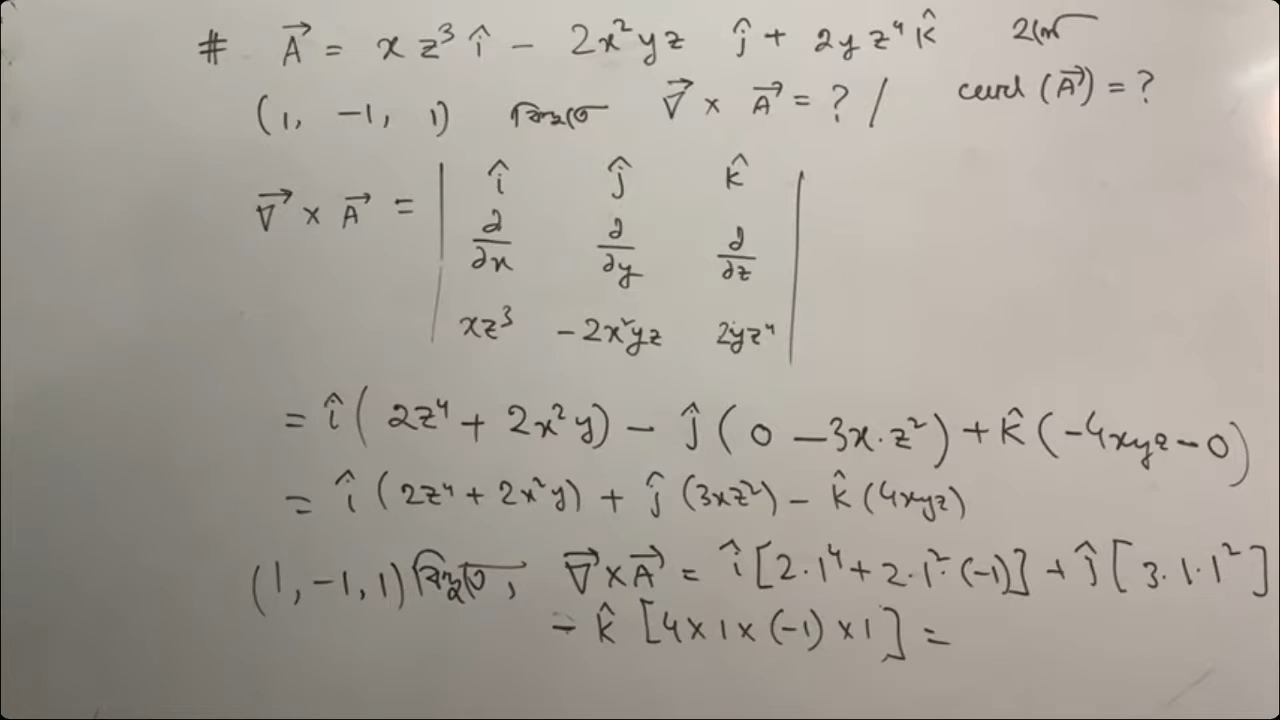 # A⃗ = xz³ î − 2x²yz ĵ + 2yz⁴ k̂ হলে
(1, −1, 1) বিন্দুতে ∇⃗ × A⃗ = ? / curl (A⃗) = ?
∇⃗ × A⃗ = | î ĵ k̂ |
∂/∂x ∂/∂y ∂/∂z
xz³ −2x²yz 2yz⁴
= î (2z⁴ + 2x²y) − ĵ (0 − 3x·z²) + k̂ (−4xyz − 0)
= î (2z⁴ + 2x²y) + ĵ (3xz²) − k̂ (4xyz)
(1, −1, 1) বিন্দুতে, ∇⃗ × A⃗ = î [2·1⁴ + 2·1²·(−1)] + ĵ [3·1·1²]
− k̂ [4×1×(−1)×1] =